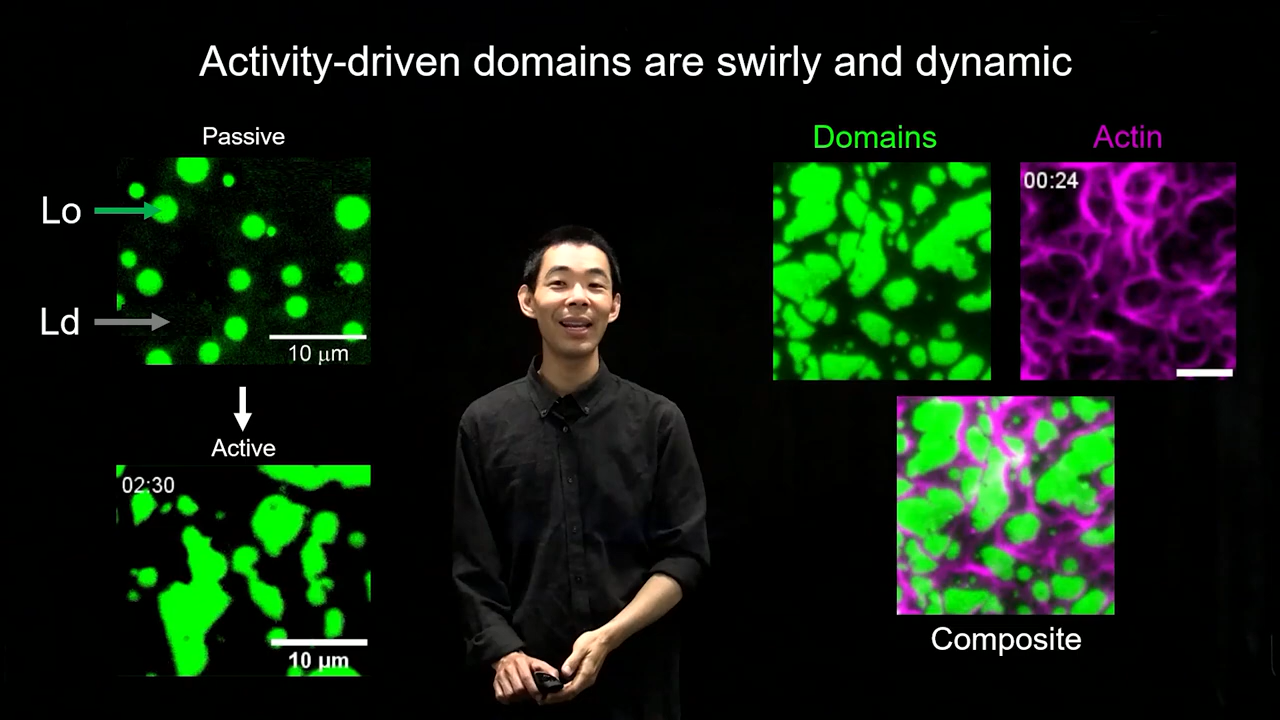 Activity-driven domains are swirly and dynamic
Passive
Lo
Ld
10 μm
Active
02:30
10 μm
Domains
Actin
00:24
Composite